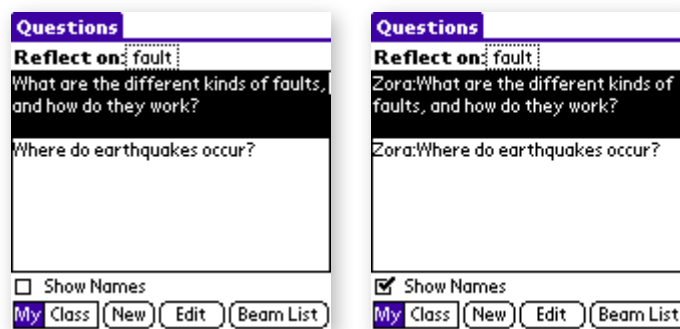 Questions
Reflect on: fault
What are the different kinds of faults,
and how do they work?
Where do earthquakes occur?
Show Names
My Class New Edit Beam List
Questions
Reflect on: fault
Zora:What are the different kinds of
faults, and how do they work?
Zora:Where do earthquakes occur?
Show Names
My Class New Edit Beam List